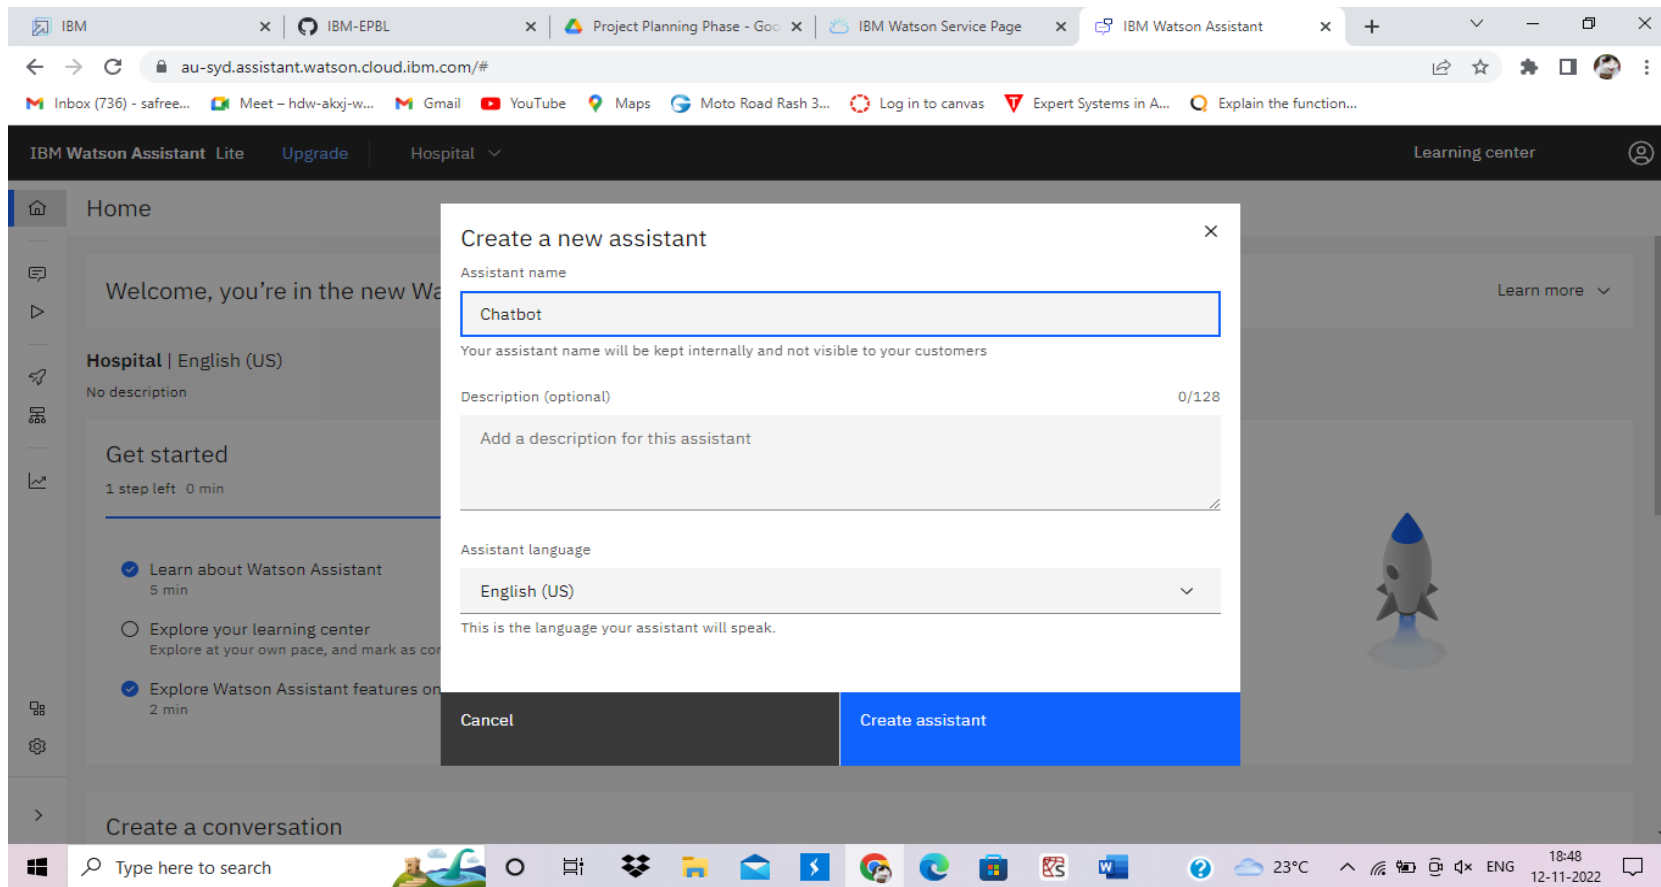 IBM
IBM-EPBL
Project Planning Phase - Goo
IBM Watson Service Page
IBM Watson Assistant
au-syd.assistant.watson.cloud.ibm.com/#
Inbox (736) - safree...
Meet – hdw-akxj-w...
Gmail
YouTube
Maps
Moto Road Rash 3...
Log in to canvas
Expert Systems in A...
Explain the function...
IBM Watson Assistant Lite
Upgrade
Hospital
Learning center
Home
Welcome, you’re in the new Wa
Learn more
Hospital | English (US)
No description
Get started
1 step left 0 min
Learn about Watson Assistant
5 min
Explore your learning center
Explore at your own pace, and mark as cor
Explore Watson Assistant features on
2 min
Create a conversation
Create a new assistant
Assistant name
Chatbot
Your assistant name will be kept internally and not visible to your customers
Description (optional)
0/128
Add a description for this assistant
Assistant language
English (US)
This is the language your assistant will speak.
Cancel
Create assistant
Type here to search
23°C
ENG
18:48
12-11-2022